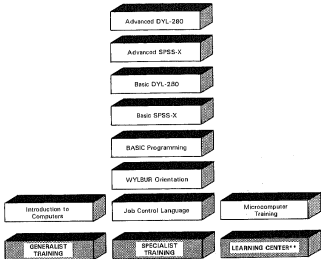 Advanced DYL-280
Advanced SPSS-X
Basic DYL-280
Basic SPSS-X
BASIC Programming
WYLBUR Orientation
Introduction to
Computers
Job Control Language
Microcomputer
Training
GENERALIST
TRAINING
SPECIALIST
TRAINING
LEARNING CENTER**